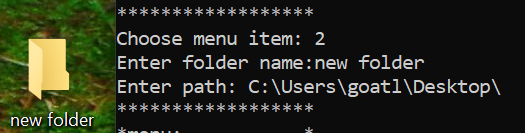 new folder
******************
Choose menu item: 2
Enter folder name:new folder
Enter path: C:\Users\goatl\Desktop\
******************
*menu:            *